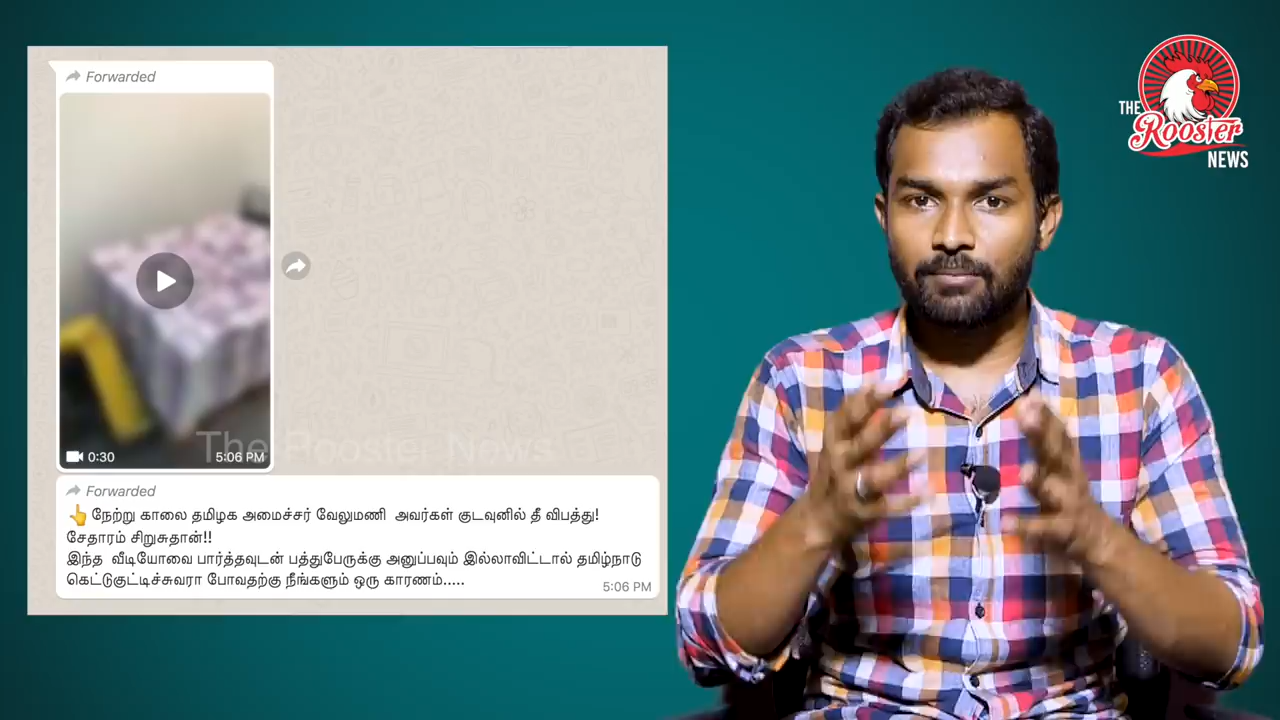 Forwarded
0:30
5:06 PM
The Rooster News
Forwarded
👆நேற்று காலை தமிழக அமைச்சர் வேலுமணி அவர்கள் குடவுனில் தீ விபத்து!
சேதாரம் சிறுசுதான்!!
இந்த வீடியோவை பார்த்தவுடன் பத்துபேருக்கு அனுப்பவும் இல்லாவிட்டால் தமிழ்நாடு
கெட்டுகுட்டிச்சுவரா போவதற்கு நீங்களும் ஒரு காரணம்.....
5:06 PM
THE
Rooster
NEWS